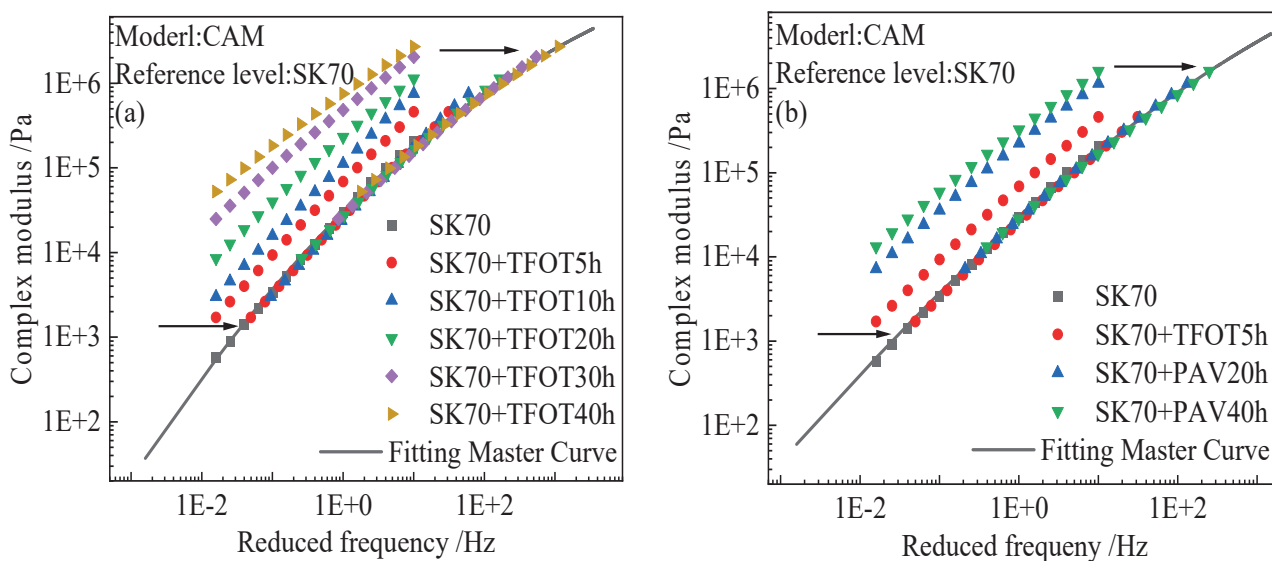 Moderl:CAM
Reference level:SK70
(a)
Complex modulus /Pa
1E+6
1E+5
1E+4
1E+3
1E+2
SK70
SK70+TFOT5h
SK70+TFOT10h
SK70+TFOT20h
SK70+TFOT30h
SK70+TFOT40h
Fitting Master Curve
1E-2
1E+0
1E+2
Reduced frequency /Hz
Moderl:CAM
Reference level:SK70
(b)
Complex modulus /Pa
1E+6
1E+5
1E+4
1E+3
1E+2
SK70
SK70+TFOT5h
SK70+PAV20h
SK70+PAV40h
Fitting Master Curve
1E-2
1E+0
1E+2
Reduced frequeny /Hz